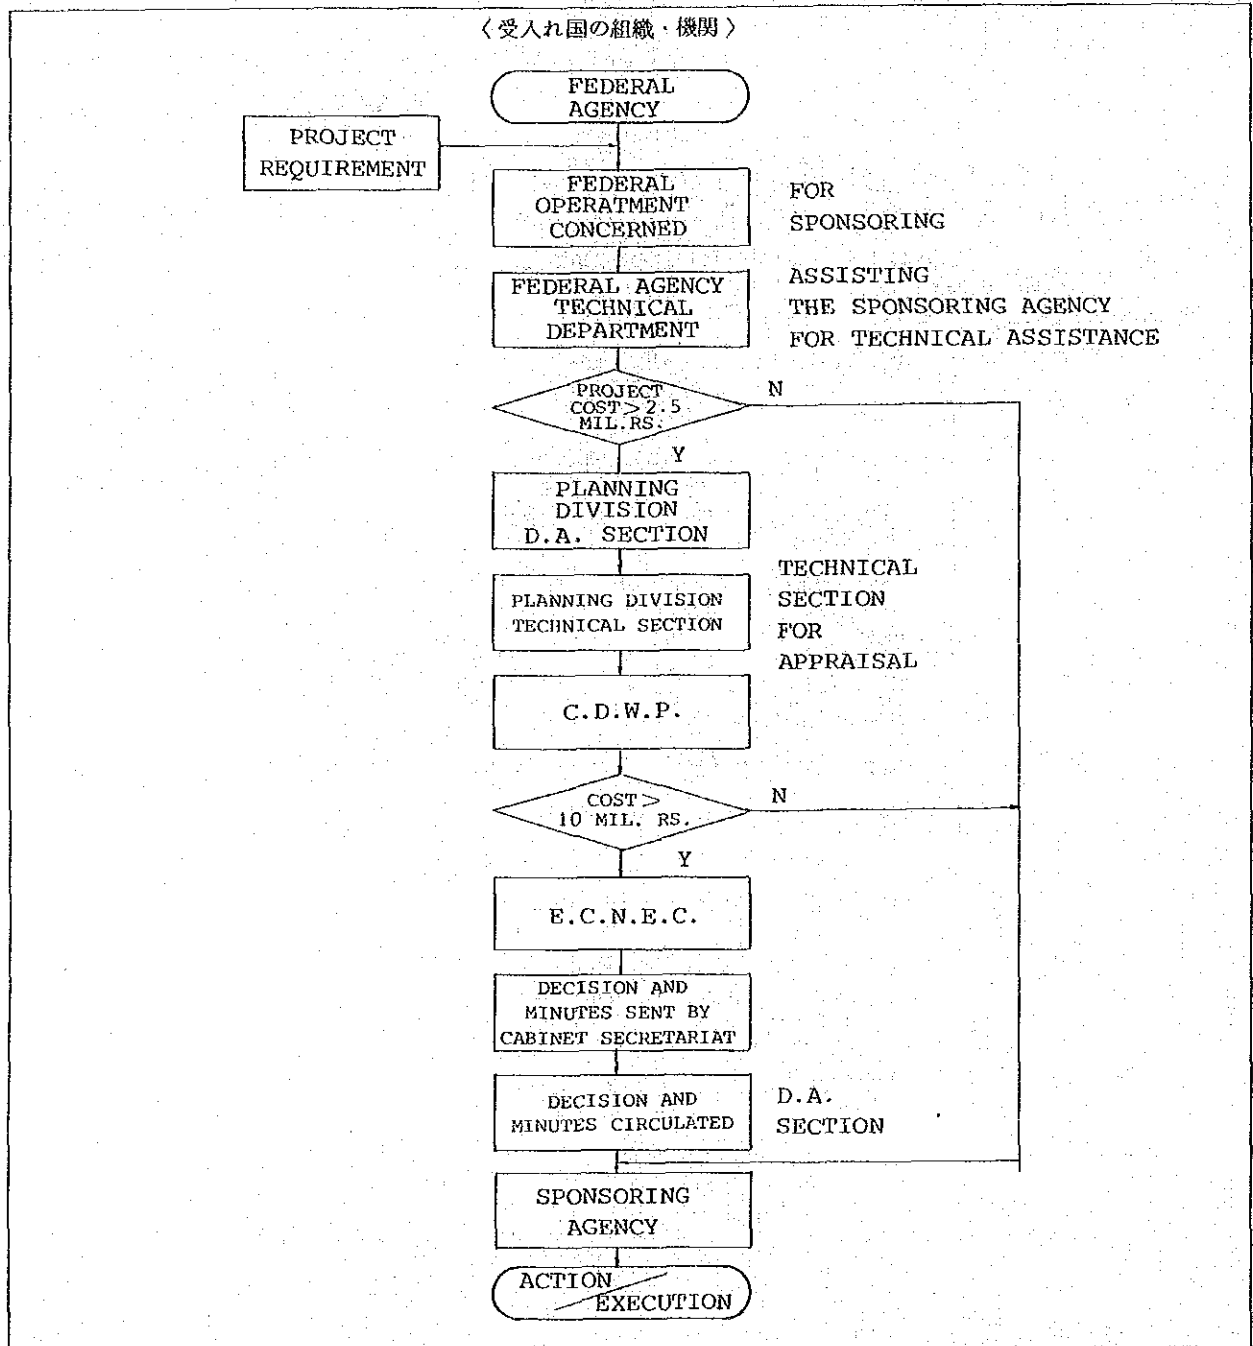 〈受入れ国の組織・機関〉
FEDERAL
AGENCY
PROJECT
REQUIREMENT
FEDERAL
OPERATMENT
CONCERNED
FOR
SPONSORING
FEDERAL AGENCY
TECHNICAL
DEPARTMENT
ASSISTING
THE SPONSORING AGENCY
FOR TECHNICAL ASSISTANCE
PROJECT
COST > 2.5
MIL.RS.
N
Y
PLANNING
DIVISION
D.A. SECTION
PLANNING DIVISION
TECHNICAL SECTION
TECHNICAL
SECTION
FOR
APPRAISAL
C.D.W.P.
COST >
10 MIL. RS.
N
Y
E.C.N.E.C.
DECISION AND
MINUTES SENT BY
CABINET SECRETARIAT
DECISION AND
MINUTES CIRCULATED
D.A.
SECTION
SPONSORING
AGENCY
ACTION
EXECUTION